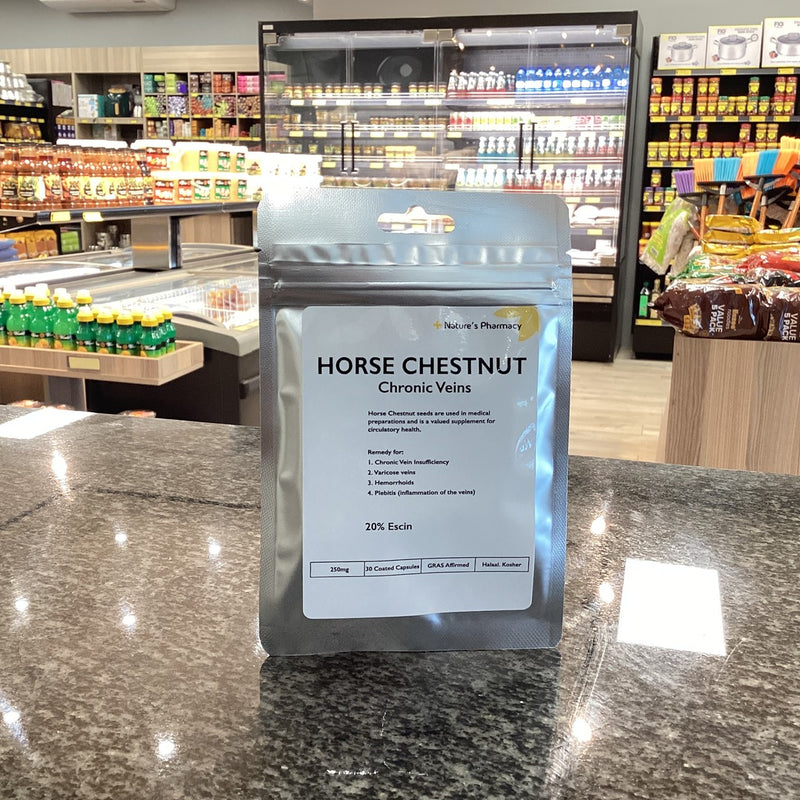 Nature's Pharmacy
HORSE CHESTNUT
Chronic Veins
Horse Chestnut seeds are used in medical
preparations and is a valued supplement for
circulatory health.
Remedy for:
1. Chronic Vein Insufficiency
2. Varicose veins
3. Hemorrhoids
4. Plebitis (inflammation of the veins)
20% Escin
250mg
30 Coated Capsules
GRAS Affirmed
Halaal. Kosher
VALUE
5 PACK